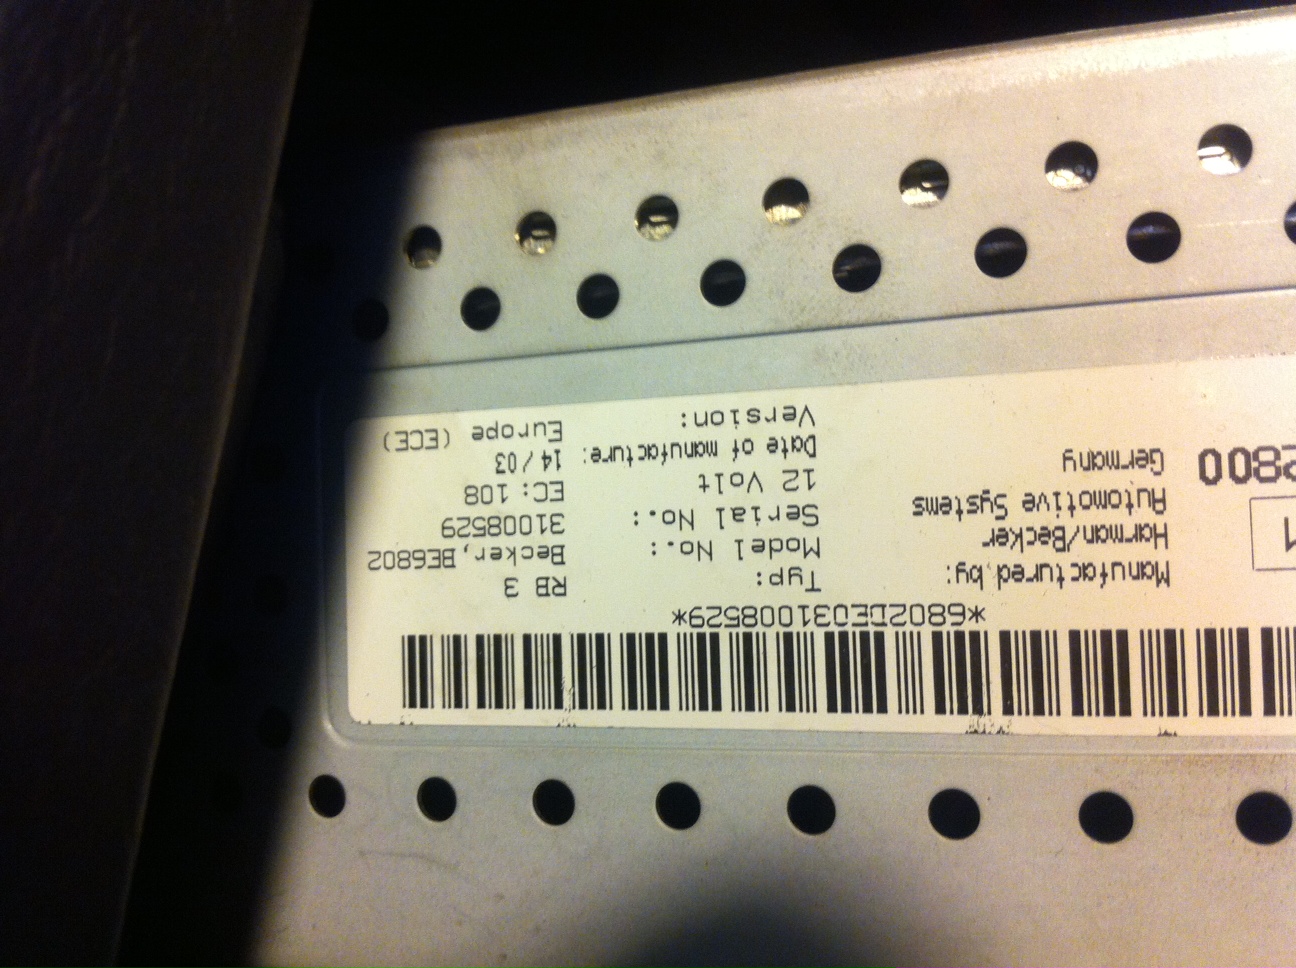 *6802DE031008529*
Manufactured by: Typ: RB 3
Harman/Becker Model No.: Becker, BE6802
Automotive Systems Serial No.: 31008529
Germany 12 Volt EC: 108
Date of manufacture: 14/03
Version: Europe (ECE)